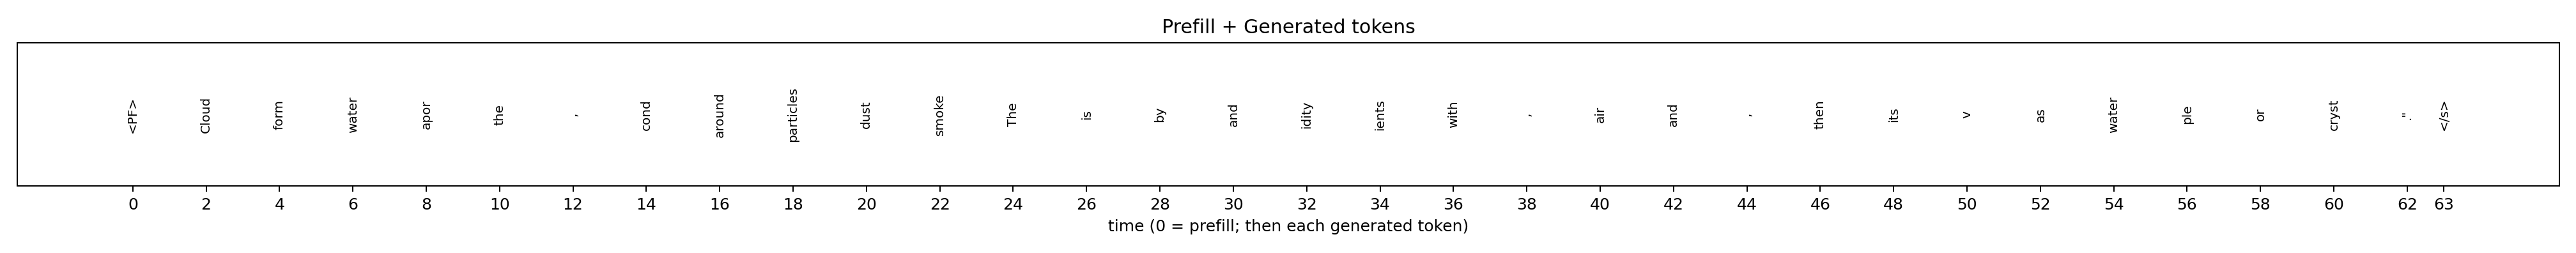 Prefill + Generated tokens
<PF> Cloud form water apor the , cond around particles dust smoke The is by and idity ients with , air and , then its v as water ple or cryst ". </s>
0 2 4 6 8 10 12 14 16 18 20 22 24 26 28 30 32 34 36 38 40 42 44 46 48 50 52 54 56 58 60 62 63
time (0 = prefill; then each generated token)